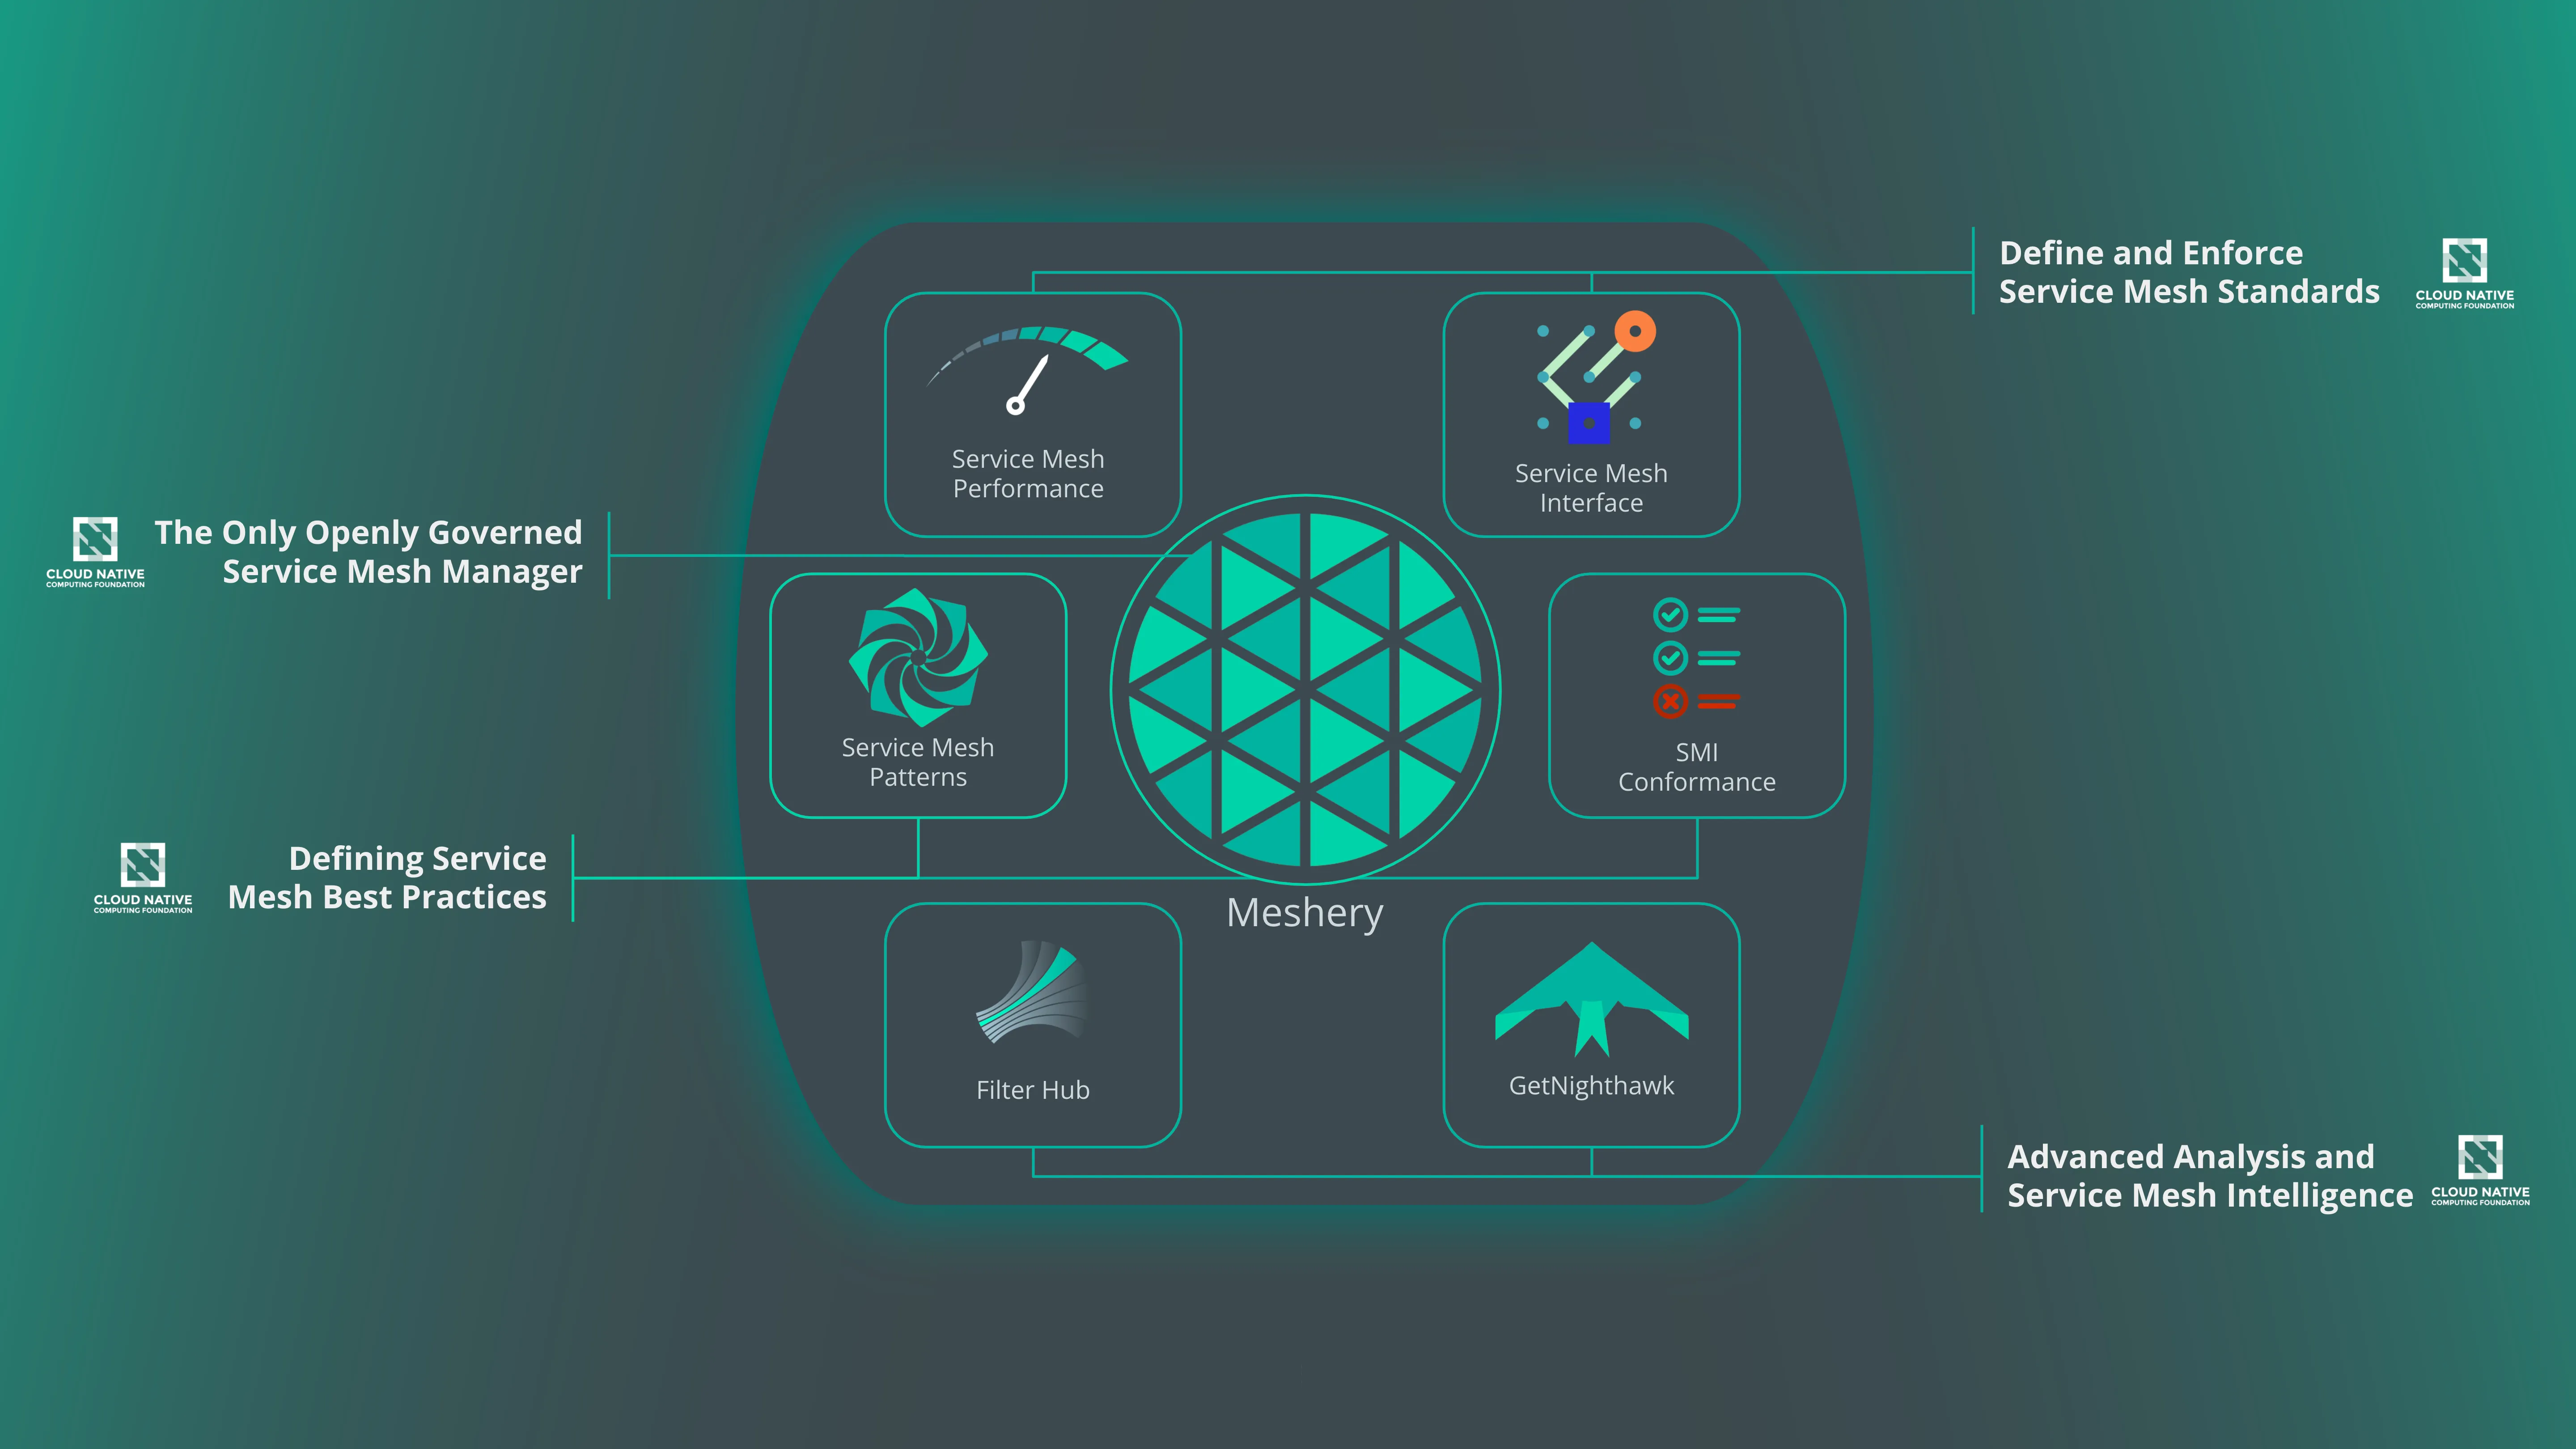 Define and Enforce
Service Mesh Standards
CLOUD NATIVE
COMPUTING FOUNDATION
Service Mesh
Performance
Service Mesh
Interface
CLOUD NATIVE
COMPUTING FOUNDATION
The Only Openly Governed
Service Mesh Manager
Service Mesh
Patterns
SMI
Conformance
CLOUD NATIVE
COMPUTING FOUNDATION
Defining Service
Mesh Best Practices
Meshery
Filter Hub
GetNighthawk
Advanced Analysis and
Service Mesh Intelligence
CLOUD NATIVE
COMPUTING FOUNDATION